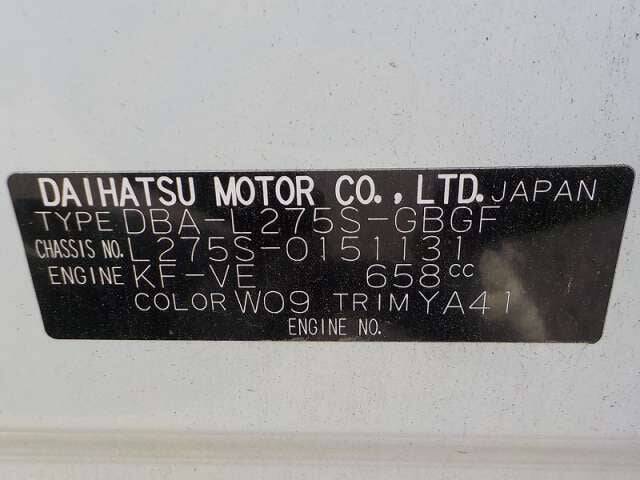 DAIHATSU MOTOR CO., LTD. JAPAN
TYPE DBA-L275S-GBGF
CHASSIS NO. L275S-0151131
ENGINE KF-VE 658cc
COLOR W09 TRIM YA41
ENGINE NO.